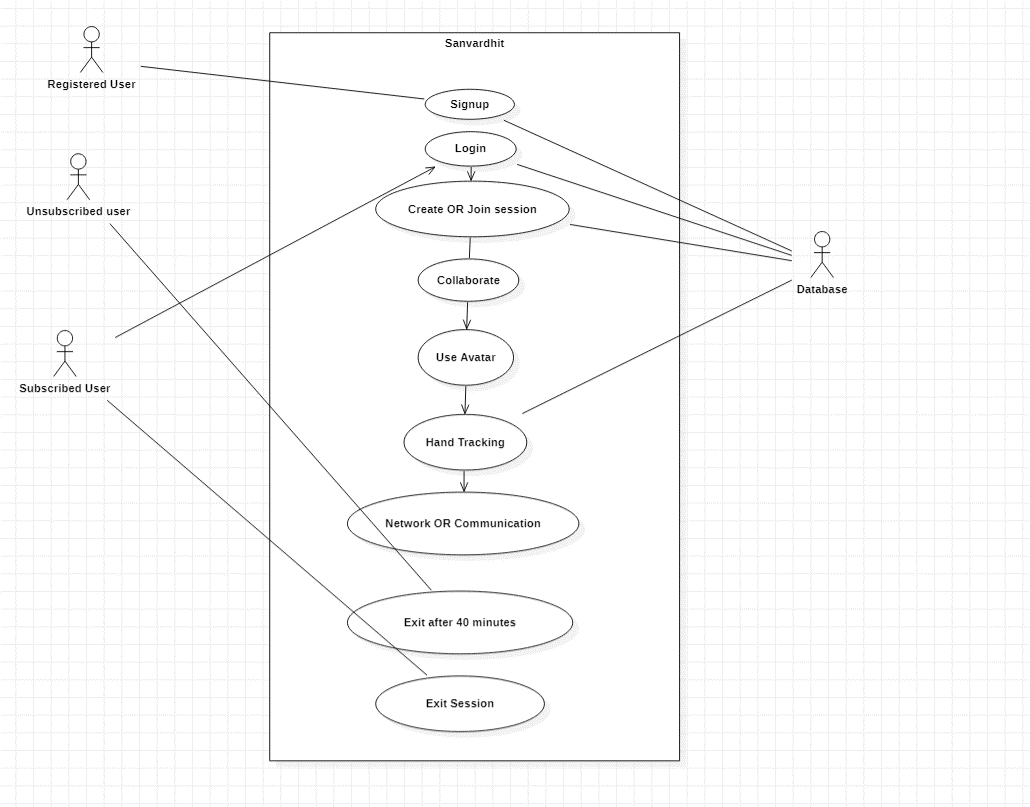 Sanvardhit
Registered User
Signup
Login
Unsubscribed user
Create OR Join session
Collaborate
Database
Use Avatar
Subscribed User
Hand Tracking
Network OR Communication
Exit after 40 minutes
Exit Session